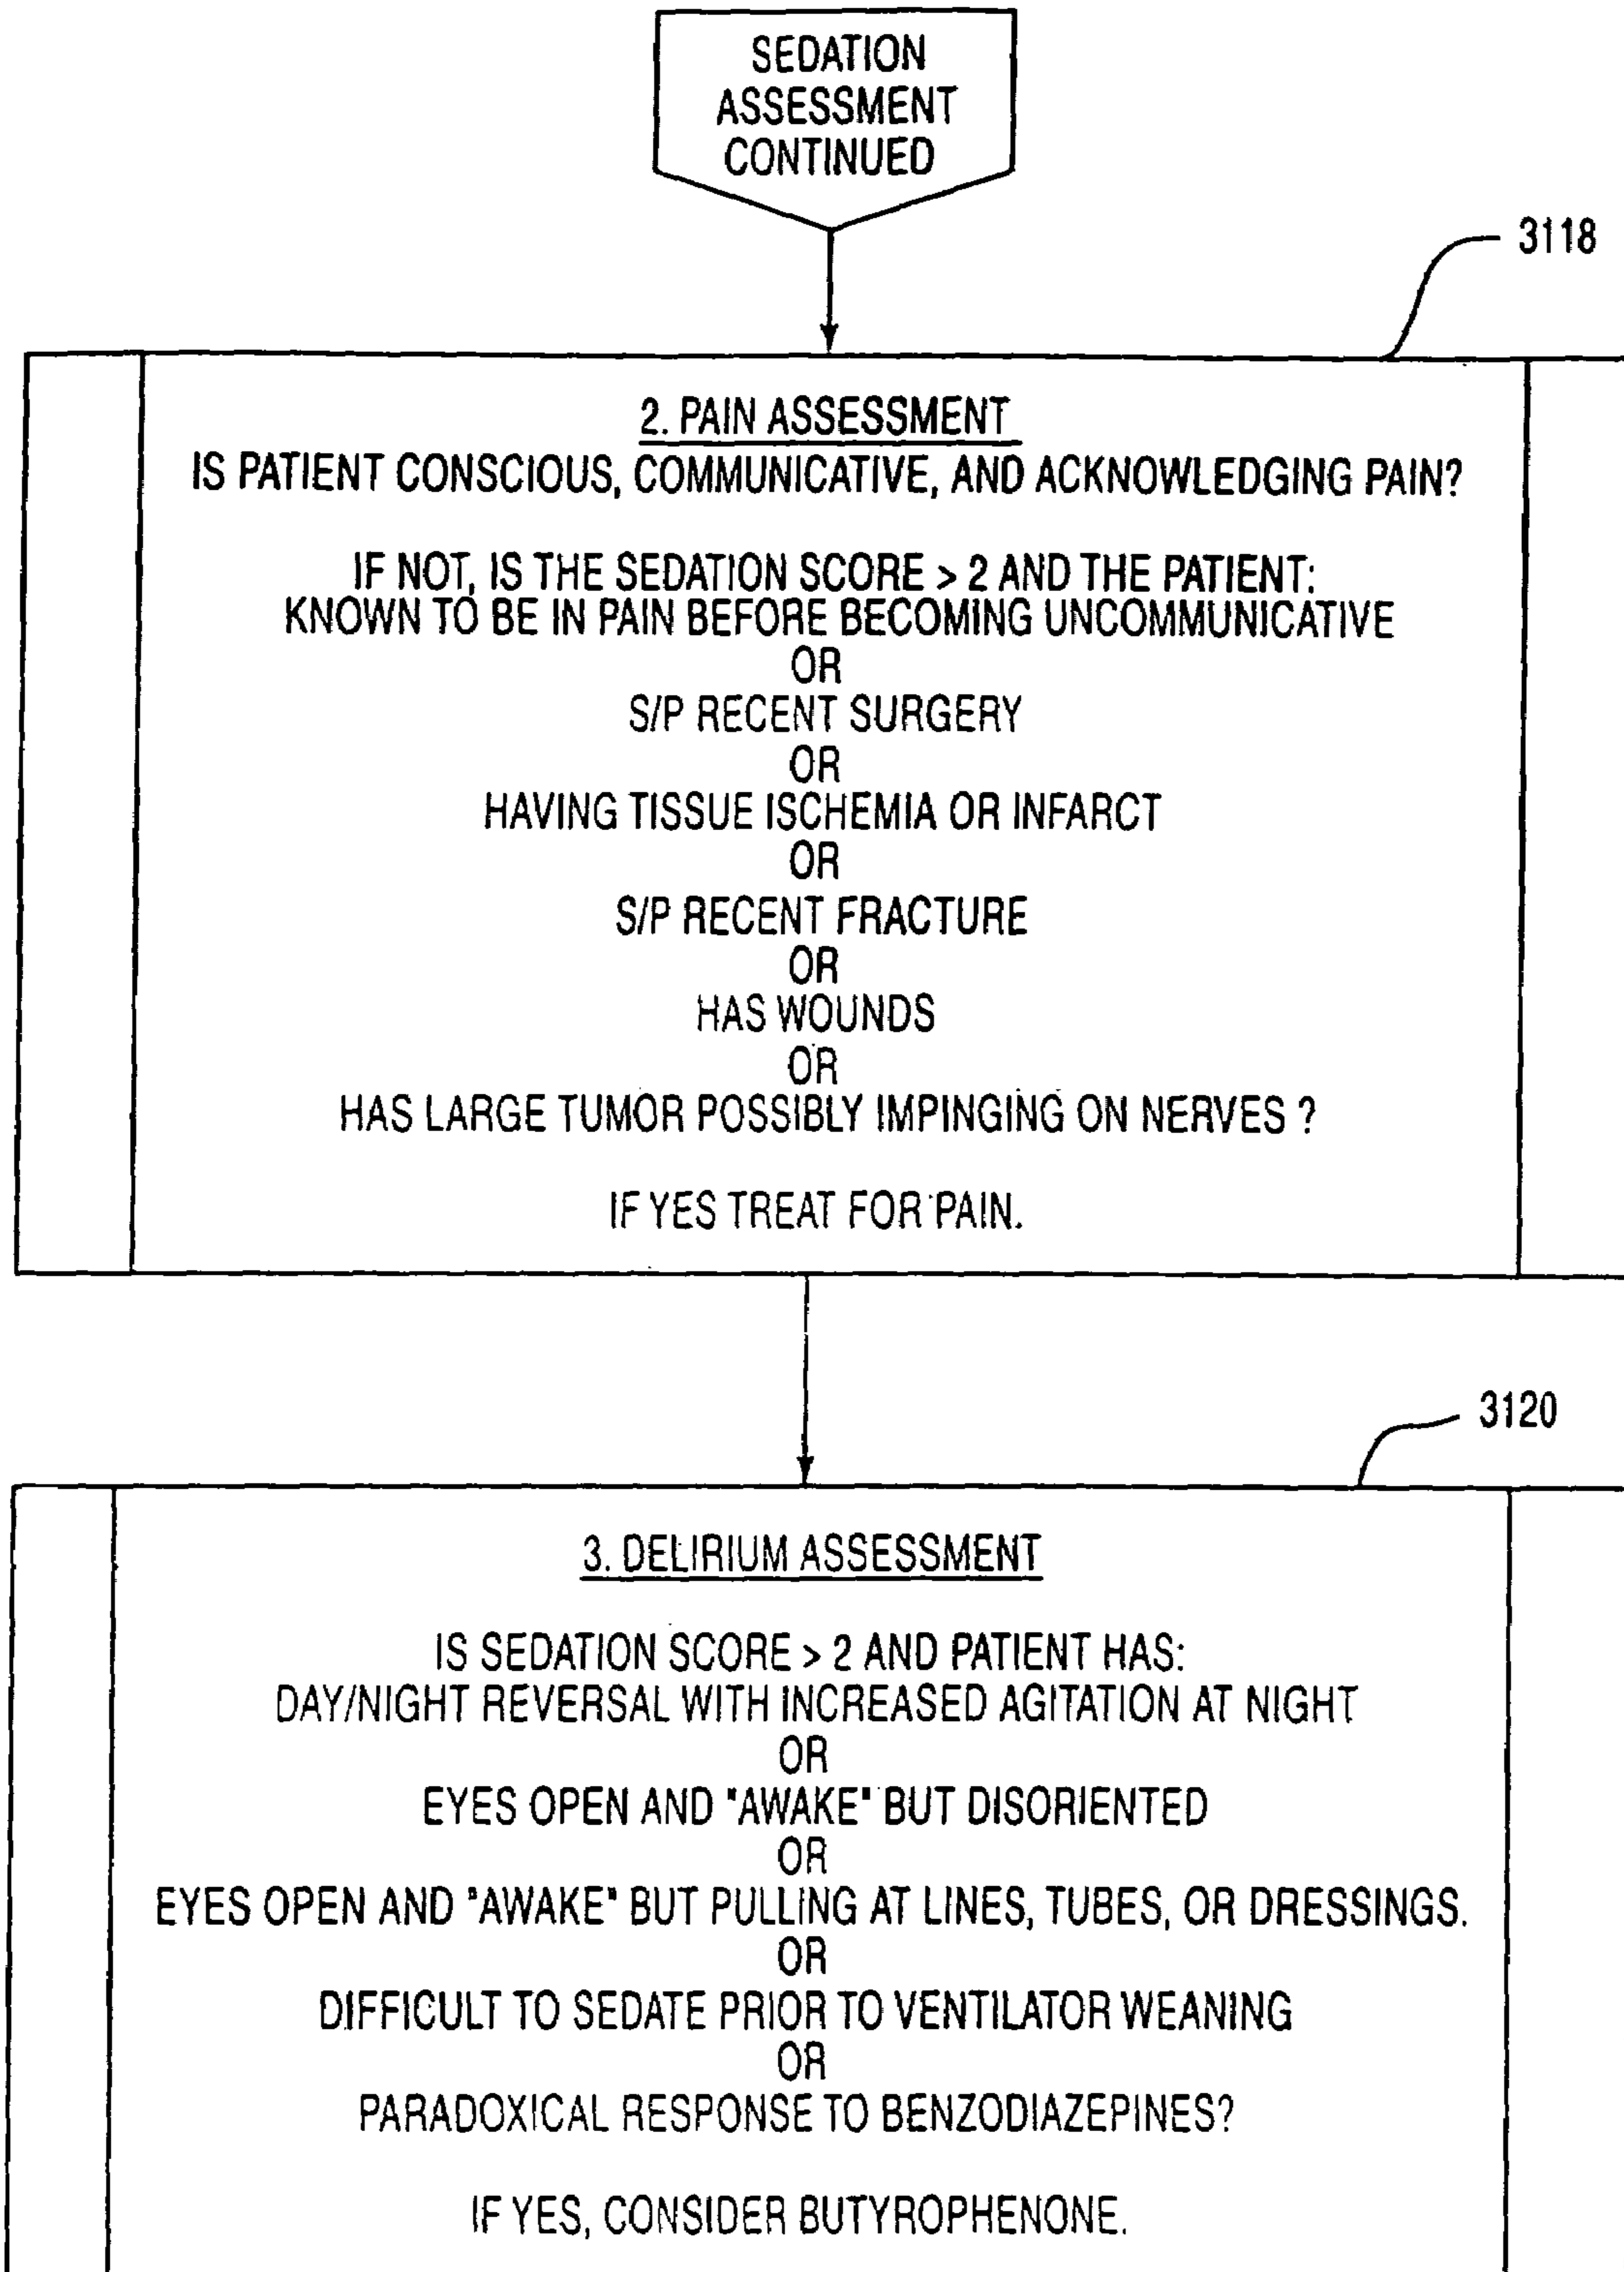 SEDATION
ASSESSMENT
CONTINUED
3118
2. PAIN ASSESSMENT
IS PATIENT CONSCIOUS, COMMUNICATIVE, AND ACKNOWLEDGING PAIN?
IF NOT, IS THE SEDATION SCORE > 2 AND THE PATIENT:
KNOWN TO BE IN PAIN BEFORE BECOMING UNCOMMUNICATIVE
OR
S/P RECENT SURGERY
OR
HAVING TISSUE ISCHEMIA OR INFARCT
OR
S/P RECENT FRACTURE
OR
HAS WOUNDS
OR
HAS LARGE TUMOR POSSIBLY IMPINGING ON NERVES ?
IF YES TREAT FOR PAIN.
3120
3. DELIRIUM ASSESSMENT
IS SEDATION SCORE > 2 AND PATIENT HAS:
DAY/NIGHT REVERSAL WITH INCREASED AGITATION AT NIGHT
OR
EYES OPEN AND "AWAKE" BUT DISORIENTED
OR
EYES OPEN AND "AWAKE" BUT PULLING AT LINES, TUBES, OR DRESSINGS.
OR
DIFFICULT TO SEDATE PRIOR TO VENTILATOR WEANING
OR
PARADOXICAL RESPONSE TO BENZODIAZEPINES?
IF YES, CONSIDER BUTYROPHENONE.